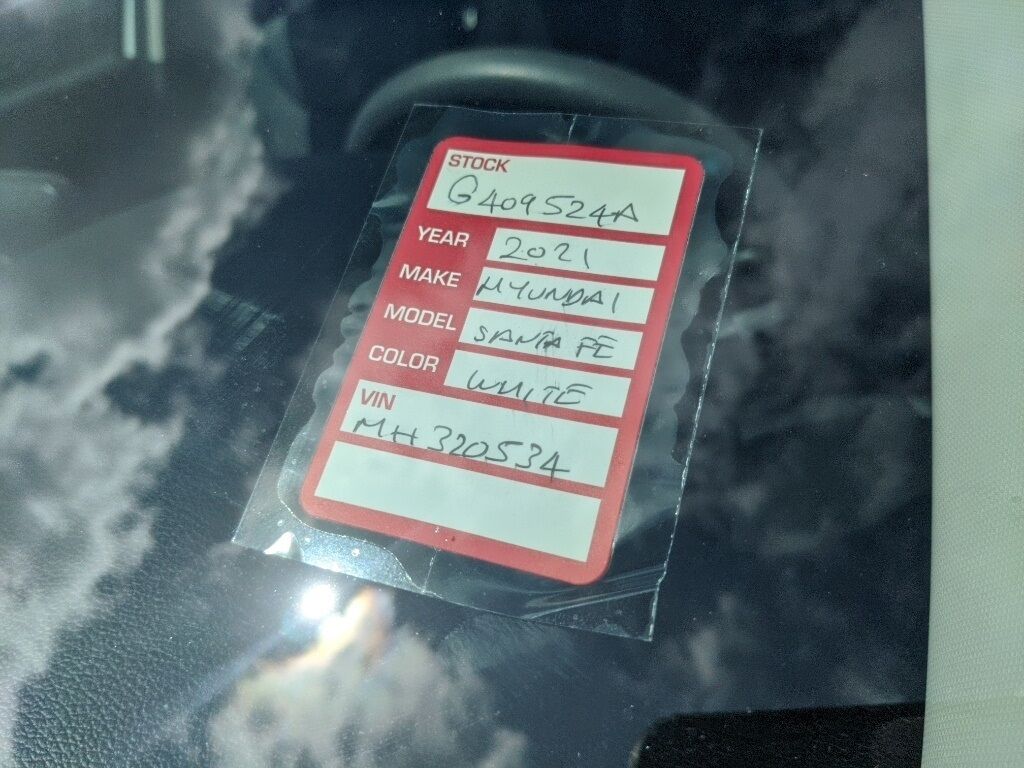 STOCK
G409524A
YEAR 2021
MAKE HYUNDAI
MODEL SANTA FE
COLOR WHITE
VIN
MH320534